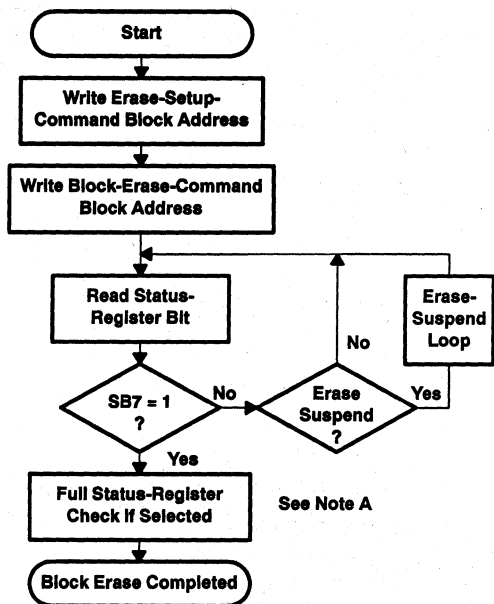 Start
Write Erase-Setup-
Command Block Address
Write Block-Erase-Command
Block Address
Read Status-
Register Bit
Erase-
Suspend
Loop
No
SB7 = 1
?
No
Erase
Suspend
?
Yes
Yes
Full Status-Register
Check if Selected
See Note A
Block Erase Completed